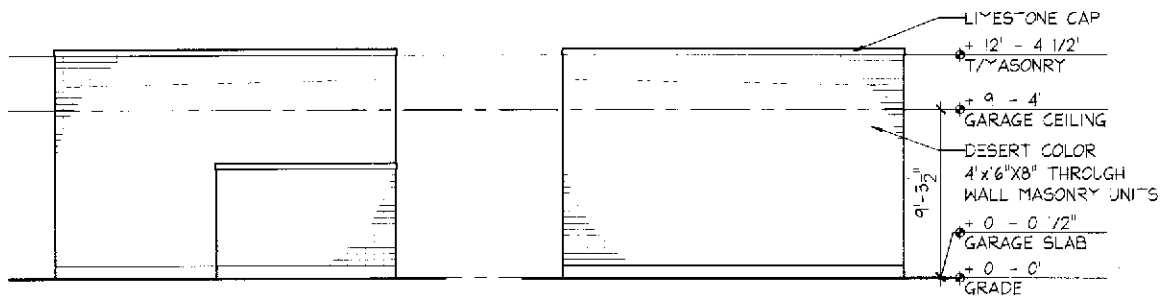 LIMESTONE CAP
+ 12' - 4 1/2'
T/MASONRY
+ 9 - 4'
GARAGE CEILING
DESERT COLOR
4'x'6"X8" THROUGH
WALL MASONRY UNITS
9'-3 1/2"
+ 0 - 0 1/2"
GARAGE SLAB
+ 0 - 0'
GRADE